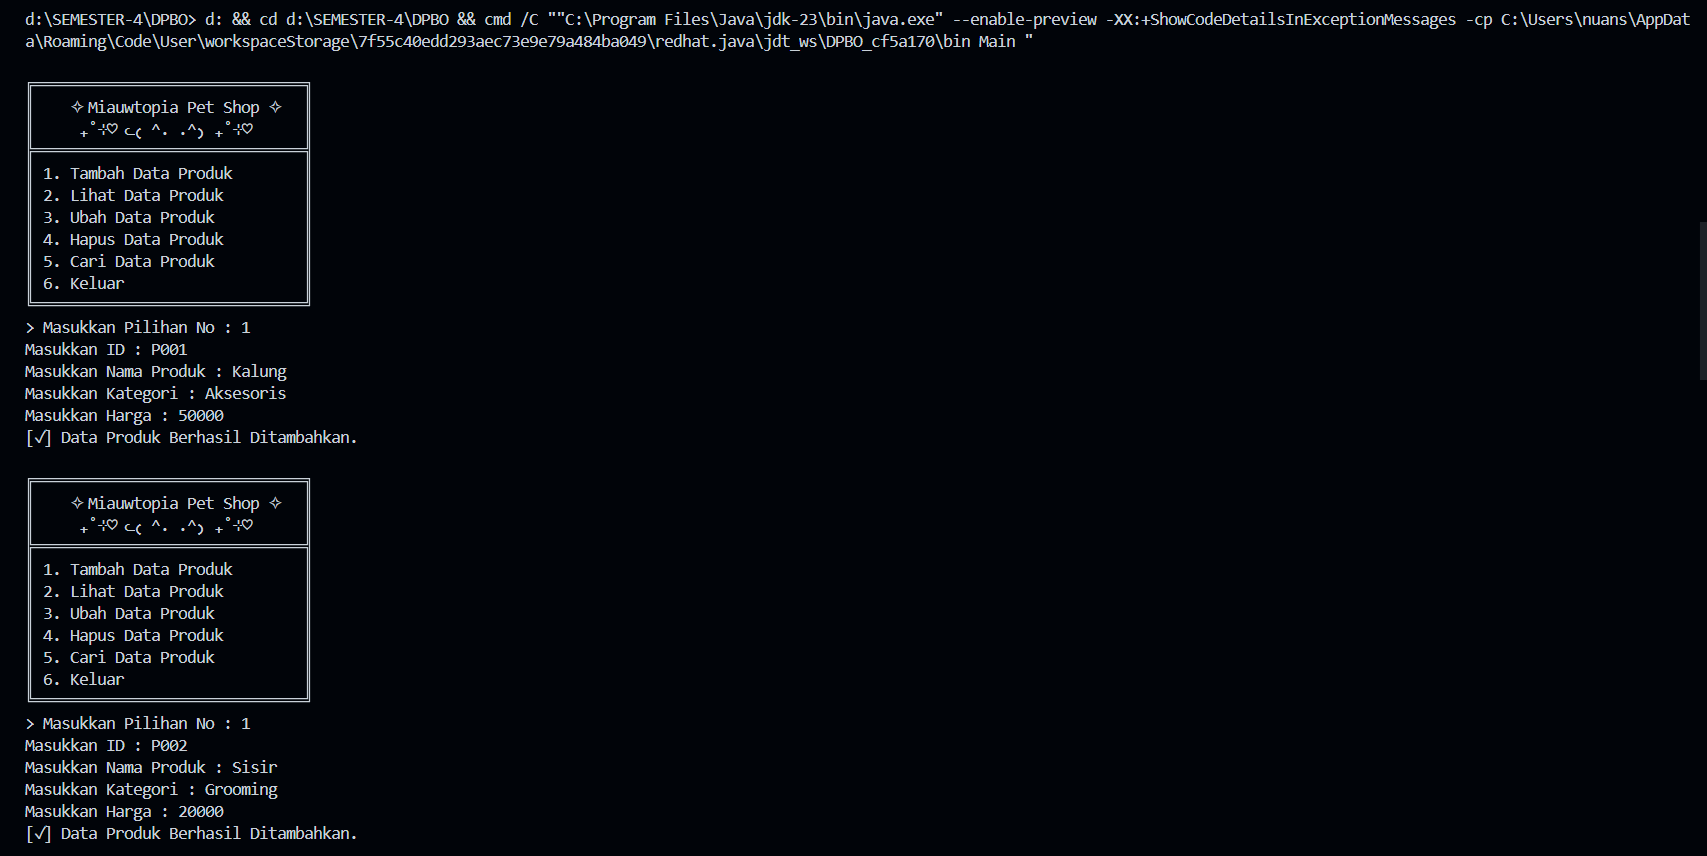 d:\SEMESTER-4\DPBO> d: && cd d:\SEMESTER-4\DPBO && cmd /C ""C:\Program Files\Java\jdk-23\bin\java.exe" --enable-preview -XX:+ShowCodeDetailsInExceptionMessages -cp C:\Users\nuans\AppDat
a\Roaming\Code\User\workspaceStorage\7f55c40edd293aec73e9e79a484ba049\redhat.java\jdt_ws\DPBO_cf5a170\bin Main "
✧ Miauwtopia Pet Shop ✧
₊˚⊹♡ ᓚ₍ ^. .^₎ ₊˚⊹♡
1. Tambah Data Produk
2. Lihat Data Produk
3. Ubah Data Produk
4. Hapus Data Produk
5. Cari Data Produk
6. Keluar
> Masukkan Pilihan No : 1
Masukkan ID : P001
Masukkan Nama Produk : Kalung
Masukkan Kategori : Aksesoris
Masukkan Harga : 50000
[✓] Data Produk Berhasil Ditambahkan.
✧ Miauwtopia Pet Shop ✧
₊˚⊹♡ ᓚ₍ ^. .^₎ ₊˚⊹♡
1. Tambah Data Produk
2. Lihat Data Produk
3. Ubah Data Produk
4. Hapus Data Produk
5. Cari Data Produk
6. Keluar
> Masukkan Pilihan No : 1
Masukkan ID : P002
Masukkan Nama Produk : Sisir
Masukkan Kategori : Grooming
Masukkan Harga : 20000
[✓] Data Produk Berhasil Ditambahkan.